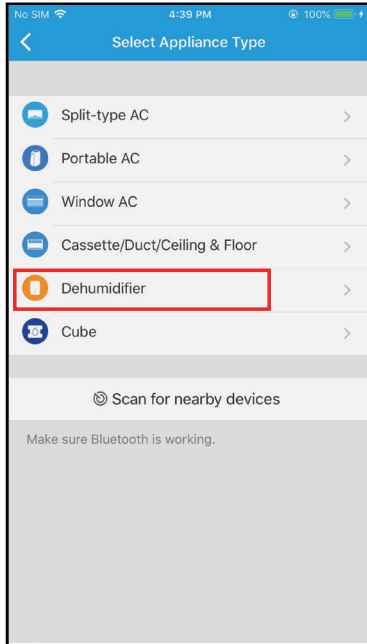 No SIM 4:39 PM 100%
Select Appliance Type
Split-type AC
Portable AC
Window AC
Cassette/Duct/Ceiling & Floor
Dehumidifier
Cube
Scan for nearby devices
Make sure Bluetooth is working.